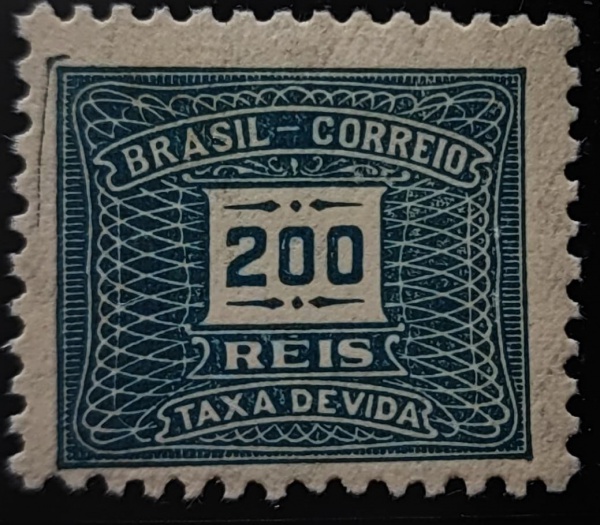 BRASIL - CORREIO
200
REIS
TAXA DEVIDA